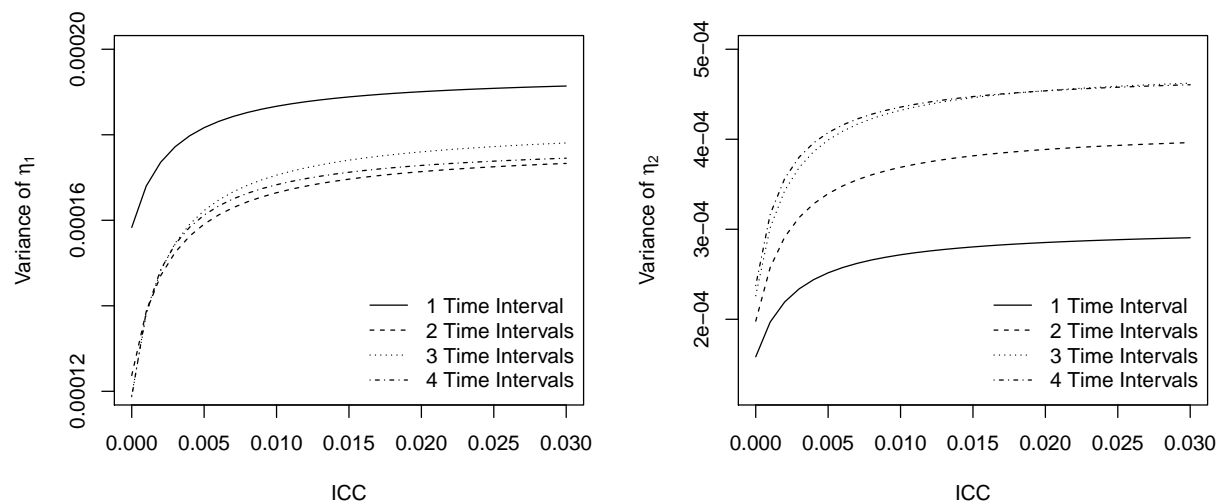 Variance of η1
0.00012
0.00016
0.00020
1 Time Interval
2 Time Intervals
3 Time Intervals
4 Time Intervals
0.000 0.005 0.010 0.015 0.020 0.025 0.030
ICC
Variance of η2
2e−04
3e−04
4e−04
5e−04
1 Time Interval
2 Time Intervals
3 Time Intervals
4 Time Intervals
0.000 0.005 0.010 0.015 0.020 0.025 0.030
ICC